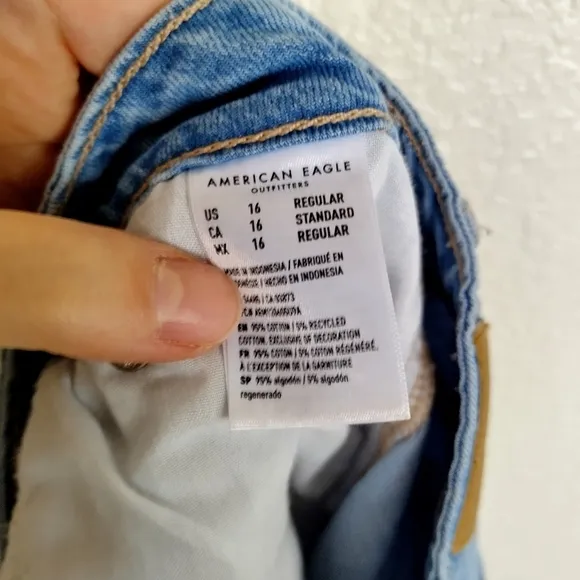 AMERICAN EAGLE
OUTFITTERS
US 16 REGULAR
CA 16 STANDARD
MX 16 REGULAR
IN INDONESIA / FABRIQUÉ EN
/ HECHO EN INDONESIA
/ CA
EN 95% COTTON / 5% RECYCLED
COTTON. EXCLUSIVE OF DECORATION
FR 95% COTON / 5% COTON RÉGÉNÉRÉ.
À L'EXCEPTION DE LA GARNITURE
SP 95% algodón / 5% algodón
regenerado